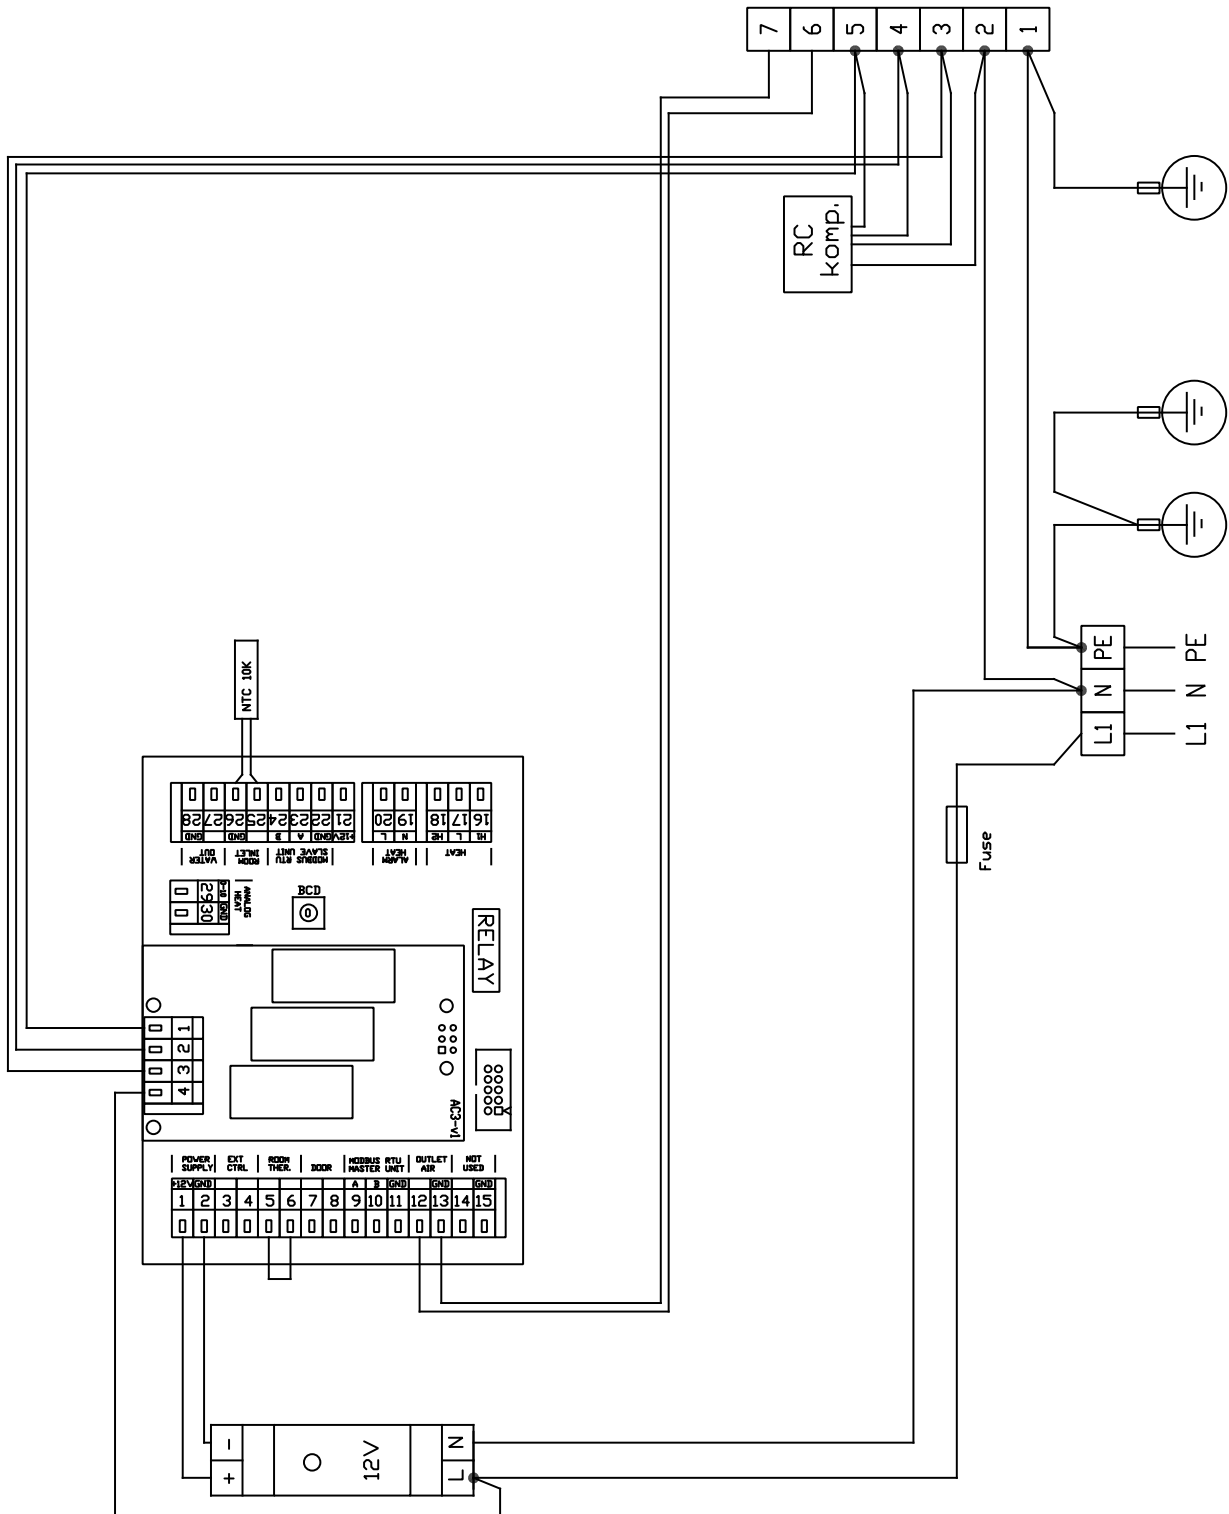 7 6 5 4 3 2 1
RC
komp.
NTC 10K
PE N L1
PE
N
L1
Fuse
28 27 26 25 24 23 22 21
GND GND B A GND +12V
VATER
OUT
ROOM
INLET
MODBUS RTU
SLAVE UNIT
20 19
L N
ALARM
HEAT
18 17 16
H2 L H1
HEAT
29 30
0-10 GND
ANALOG
HEAT
BCD
RELAY
1
2
3
4
AC3-v1
POWER
SUPPLY
EXT
CTRL
ROOM
THER.
DOOR
MODBUS RTU
MASTER UNIT
OUTLET
AIR
NOT
USED
+12V GND A B GND GND GND
1 2 3 4 5 6 7 8 9 10 11 12 13 14 15
- +
12V
N
L